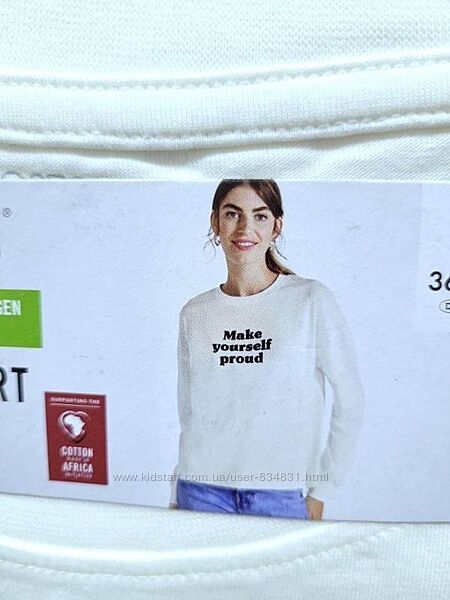 ®
GEN
36
D
RT
Make
yourself
proud
SUPPORTING THE
COTTON
MADE IN
AFRICA
INITIATIVE
www.kidstaff.com.ua/user-834831.html